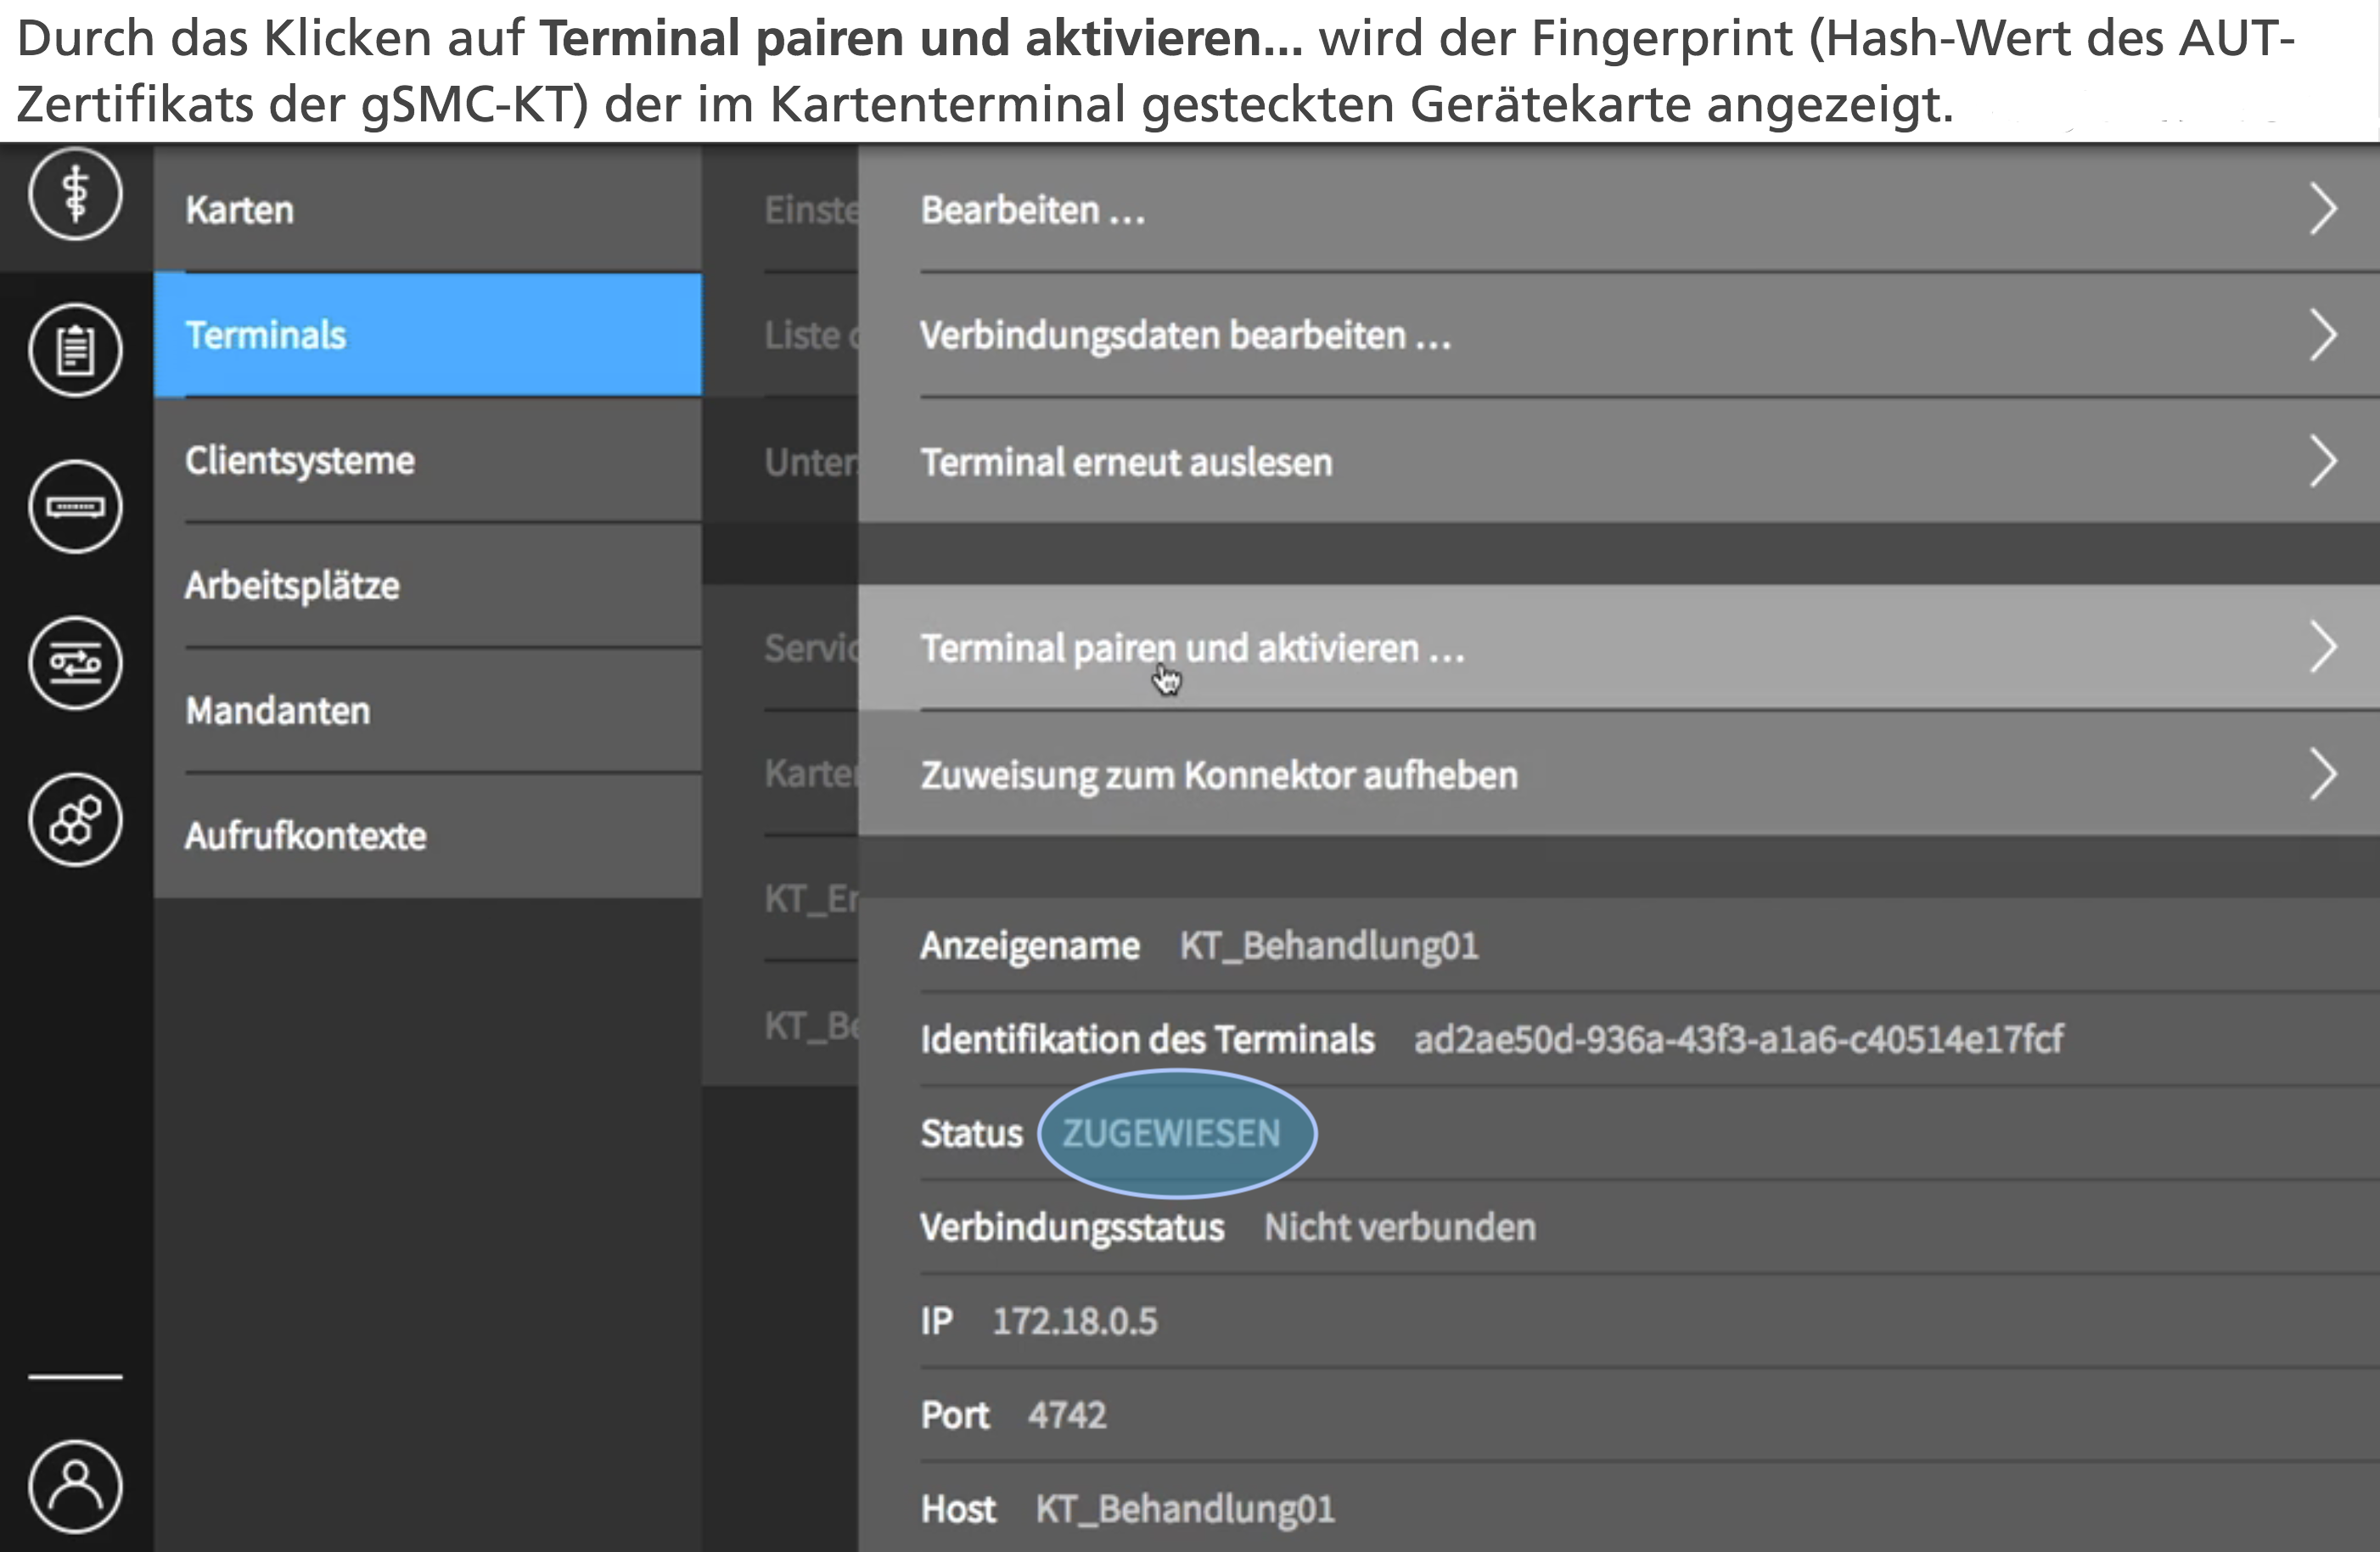 Durch das Klicken auf Terminal pairen und aktivieren... wird der Fingerprint (Hash-Wert des AUT-
Zertifikats der gSMC-KT) der im Kartenterminal gesteckten Gerätekarte angezeigt.
Karten
Terminals
Clientsysteme
Arbeitsplätze
Mandanten
Aufrufkontexte
Einste
Liste
Unter
Servic
Karte
KT_Er
KT_Be
Bearbeiten ...
Verbindungsdaten bearbeiten ...
Terminal erneut auslesen
Terminal pairen und aktivieren ...
Zuweisung zum Konnektor aufheben
Anzeigename KT_Behandlung01
Identifikation des Terminals ad2ae50d-936a-43f3-a1a6-c40514e17fcf
Status ZUGEWIESEN
Verbindungsstatus Nicht verbunden
IP 172.18.0.5
Port 4742
Host KT_Behandlung01